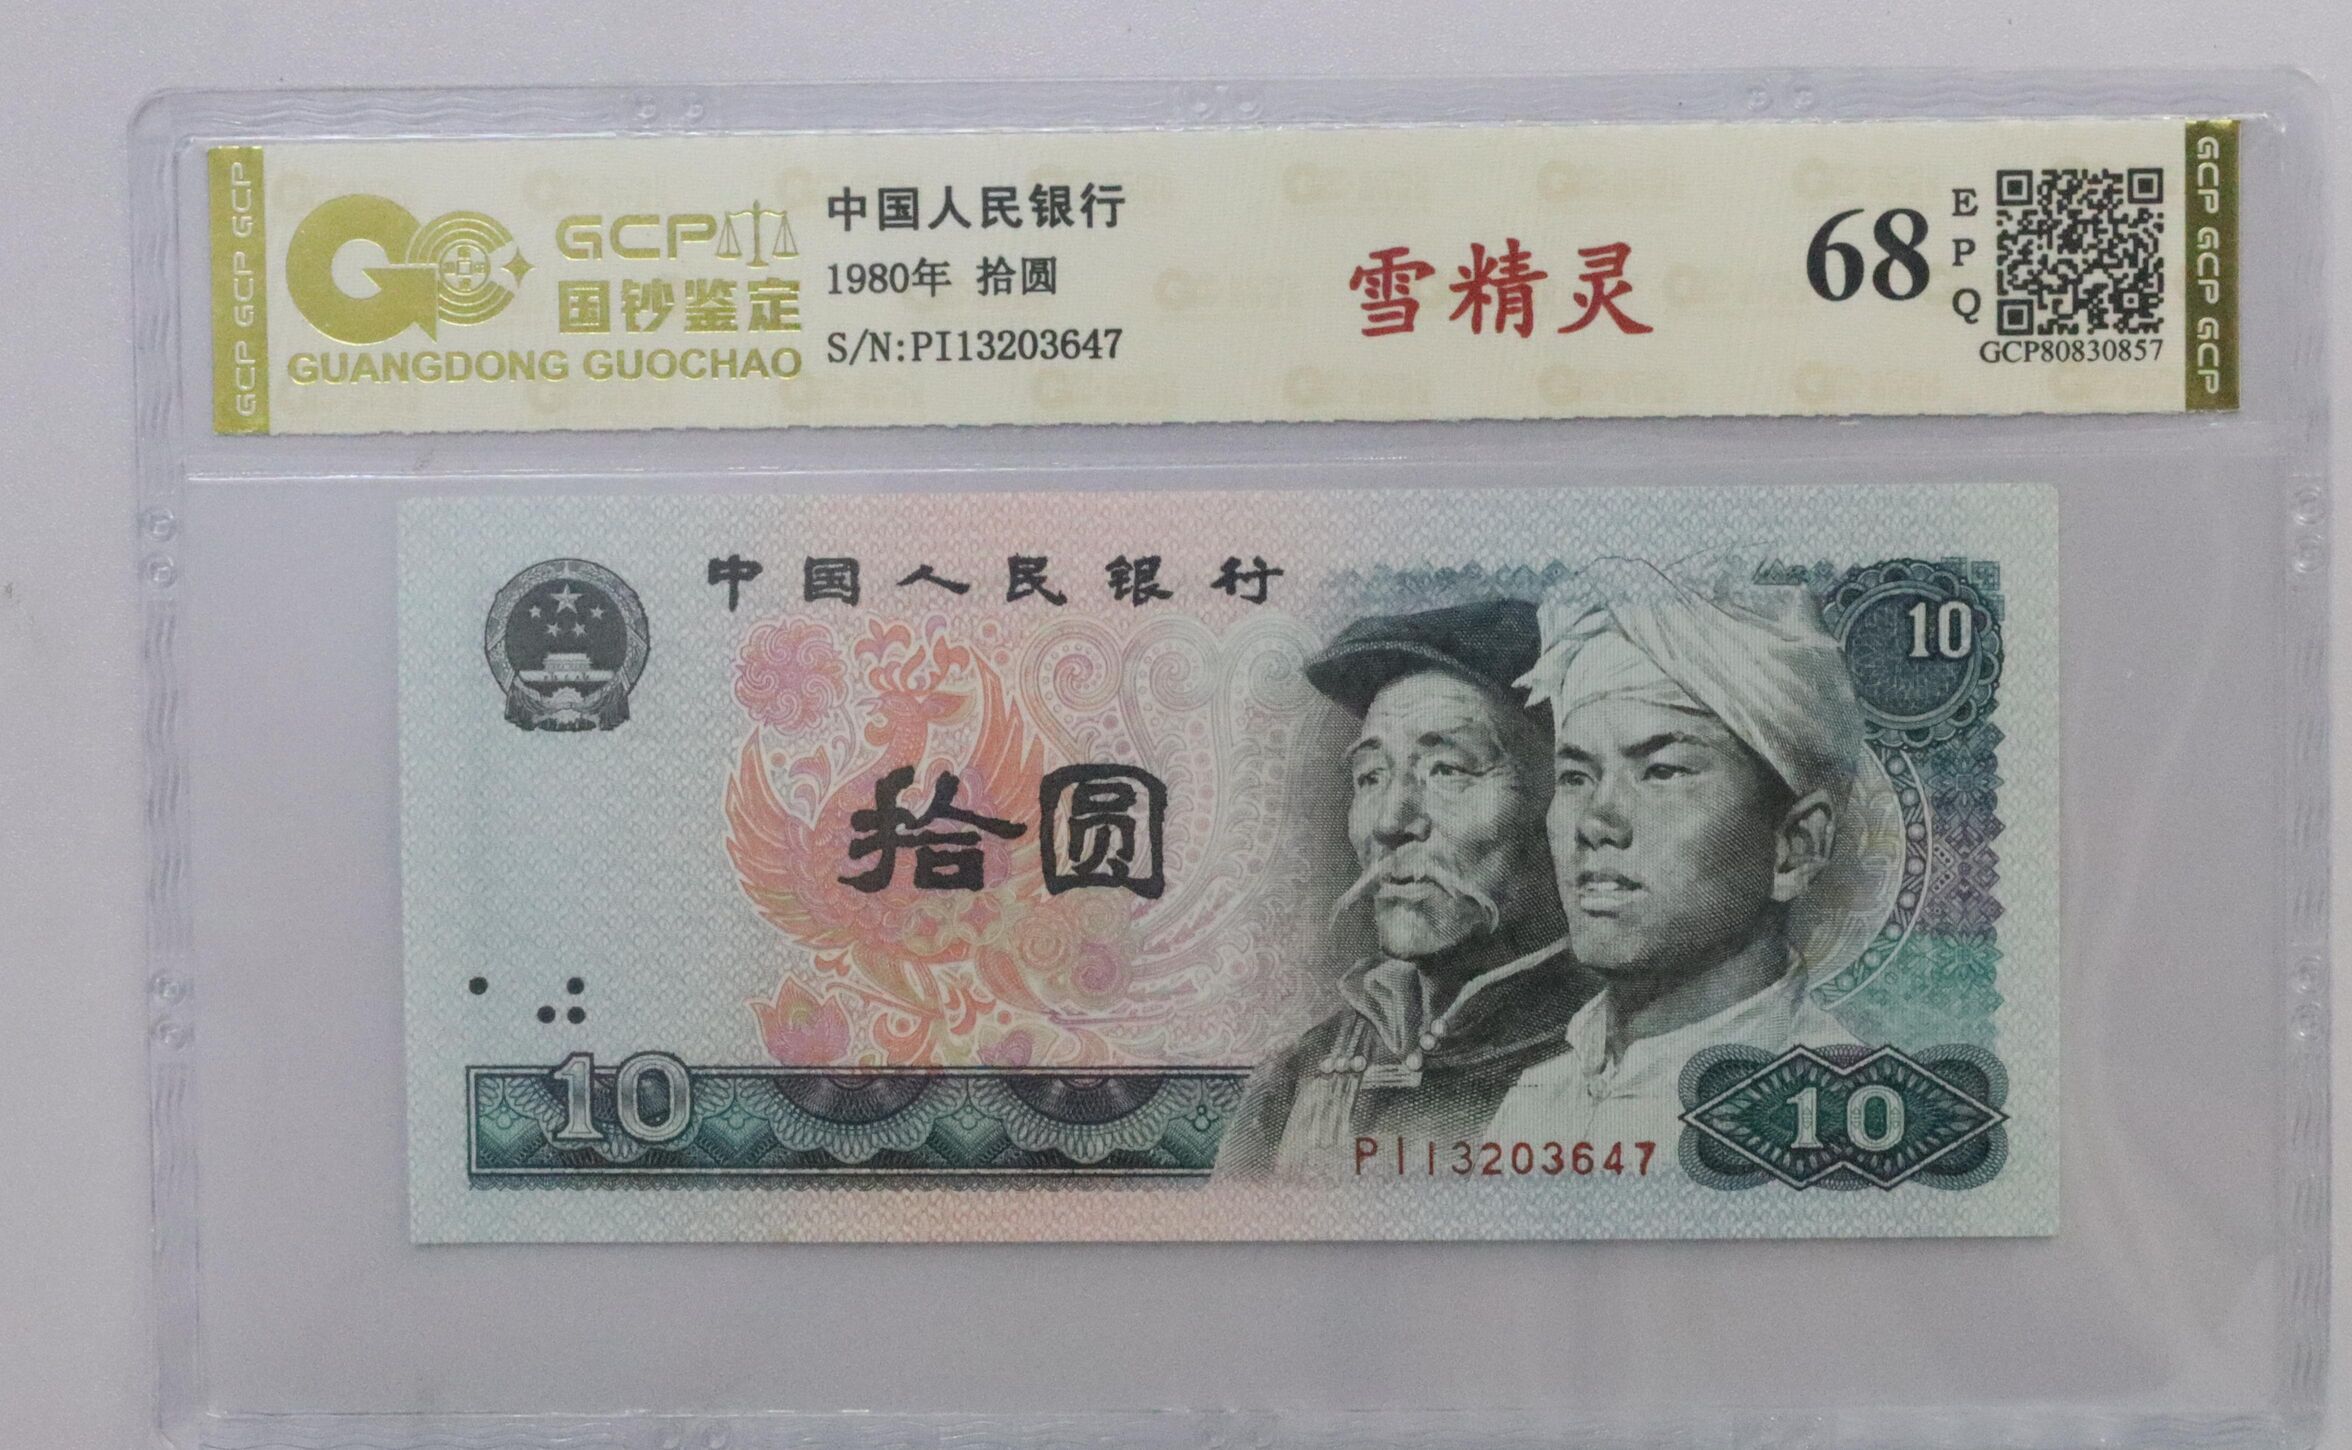 GCP GCP GCP
GCP
国钞鉴定
GUANGDONG GUOCHAO
中国人民银行
1980年 拾圆
S/N:PI13203647
雪精灵
68
EPQ
GCP80830857
GCP GCP GCP
中国人民银行
10
拾圆
10
PI13203647
10